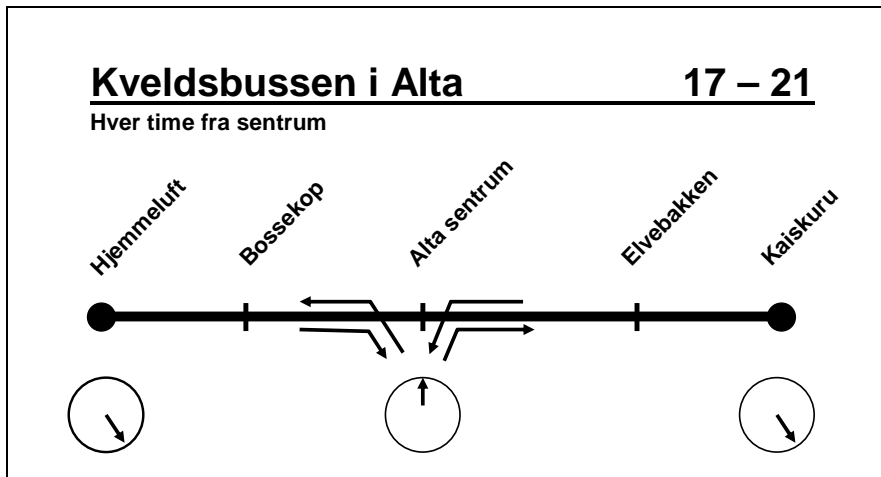 Kveldsbussen i Alta 17 – 21
Hver time fra sentrum
Hjemmeluft
Bossekop
Alta sentrum
Elvebakken
Kaiskuru